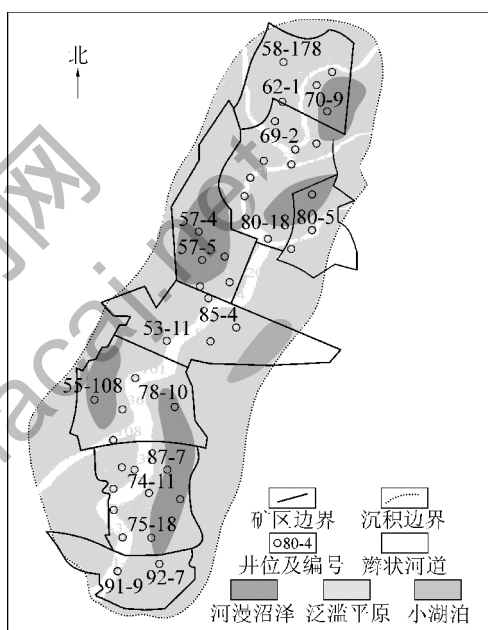 北
58-178
62-1
70-9
69-2
57-4
80-18
80-5
57-5
85-4
53-11
55-108
78-10
87-7
74-11
75-18
92-7
91-9
矿区边界
沉积边界
80-4
井位及编号
辫状河道
河漫沼泽
泛滥平原
小湖泊